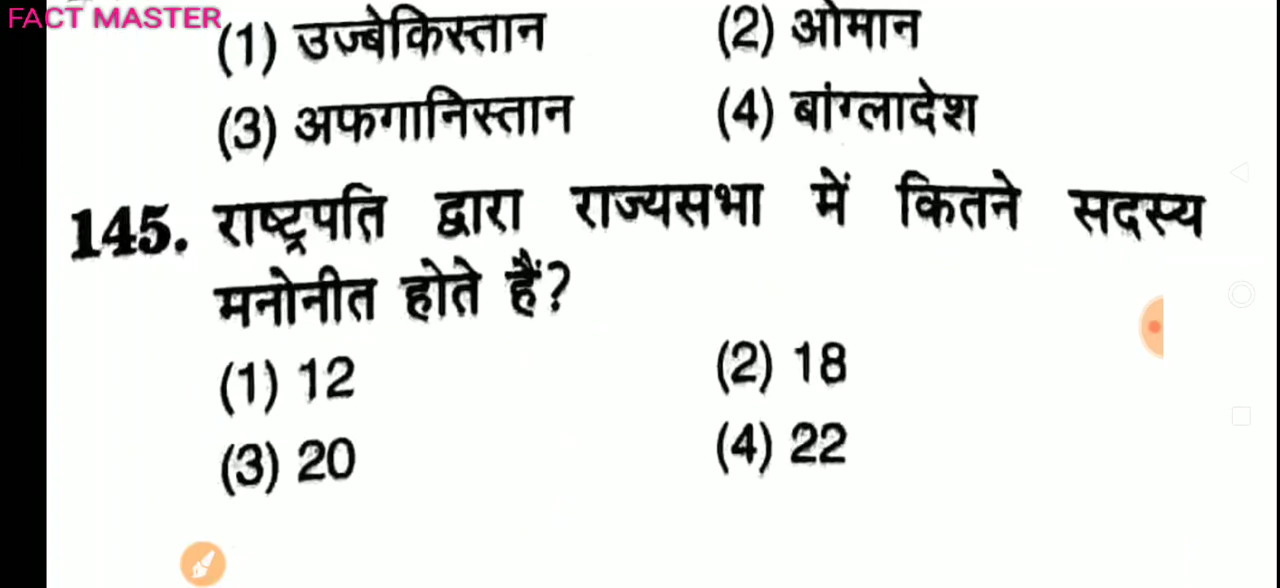 FACT MASTER
(1) उज्बेकिस्तान (2) ओमान
(3) अफगानिस्तान (4) बांग्लादेश
145. राष्ट्रपति द्वारा राज्यसभा में कितने सदस्य
मनोनीत होते हैं?
(1) 12 (2) 18
(3) 20 (4) 22